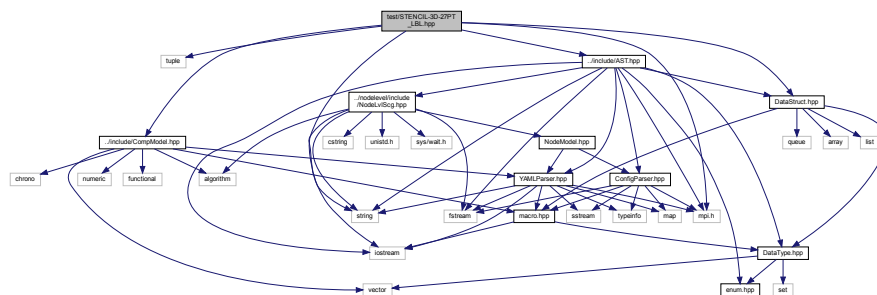 test/STENCIL-3D-27PT
_LBL.hpp
tuple
../include/AST.hpp
../nodelevel/include
/NodeLvlScg.hpp
DataStruct.hpp
../include/CompModel.hpp
cstring
unistd.h
sys/wait.h
NodeModel.hpp
queue
array
list
chrono
numeric
functional
algorithm
YAMLParser.hpp
ConfigParser.hpp
string
fstream
macro.hpp
sstream
typeinfo
map
mpi.h
iostream
DataType.hpp
vector
enum.hpp
set